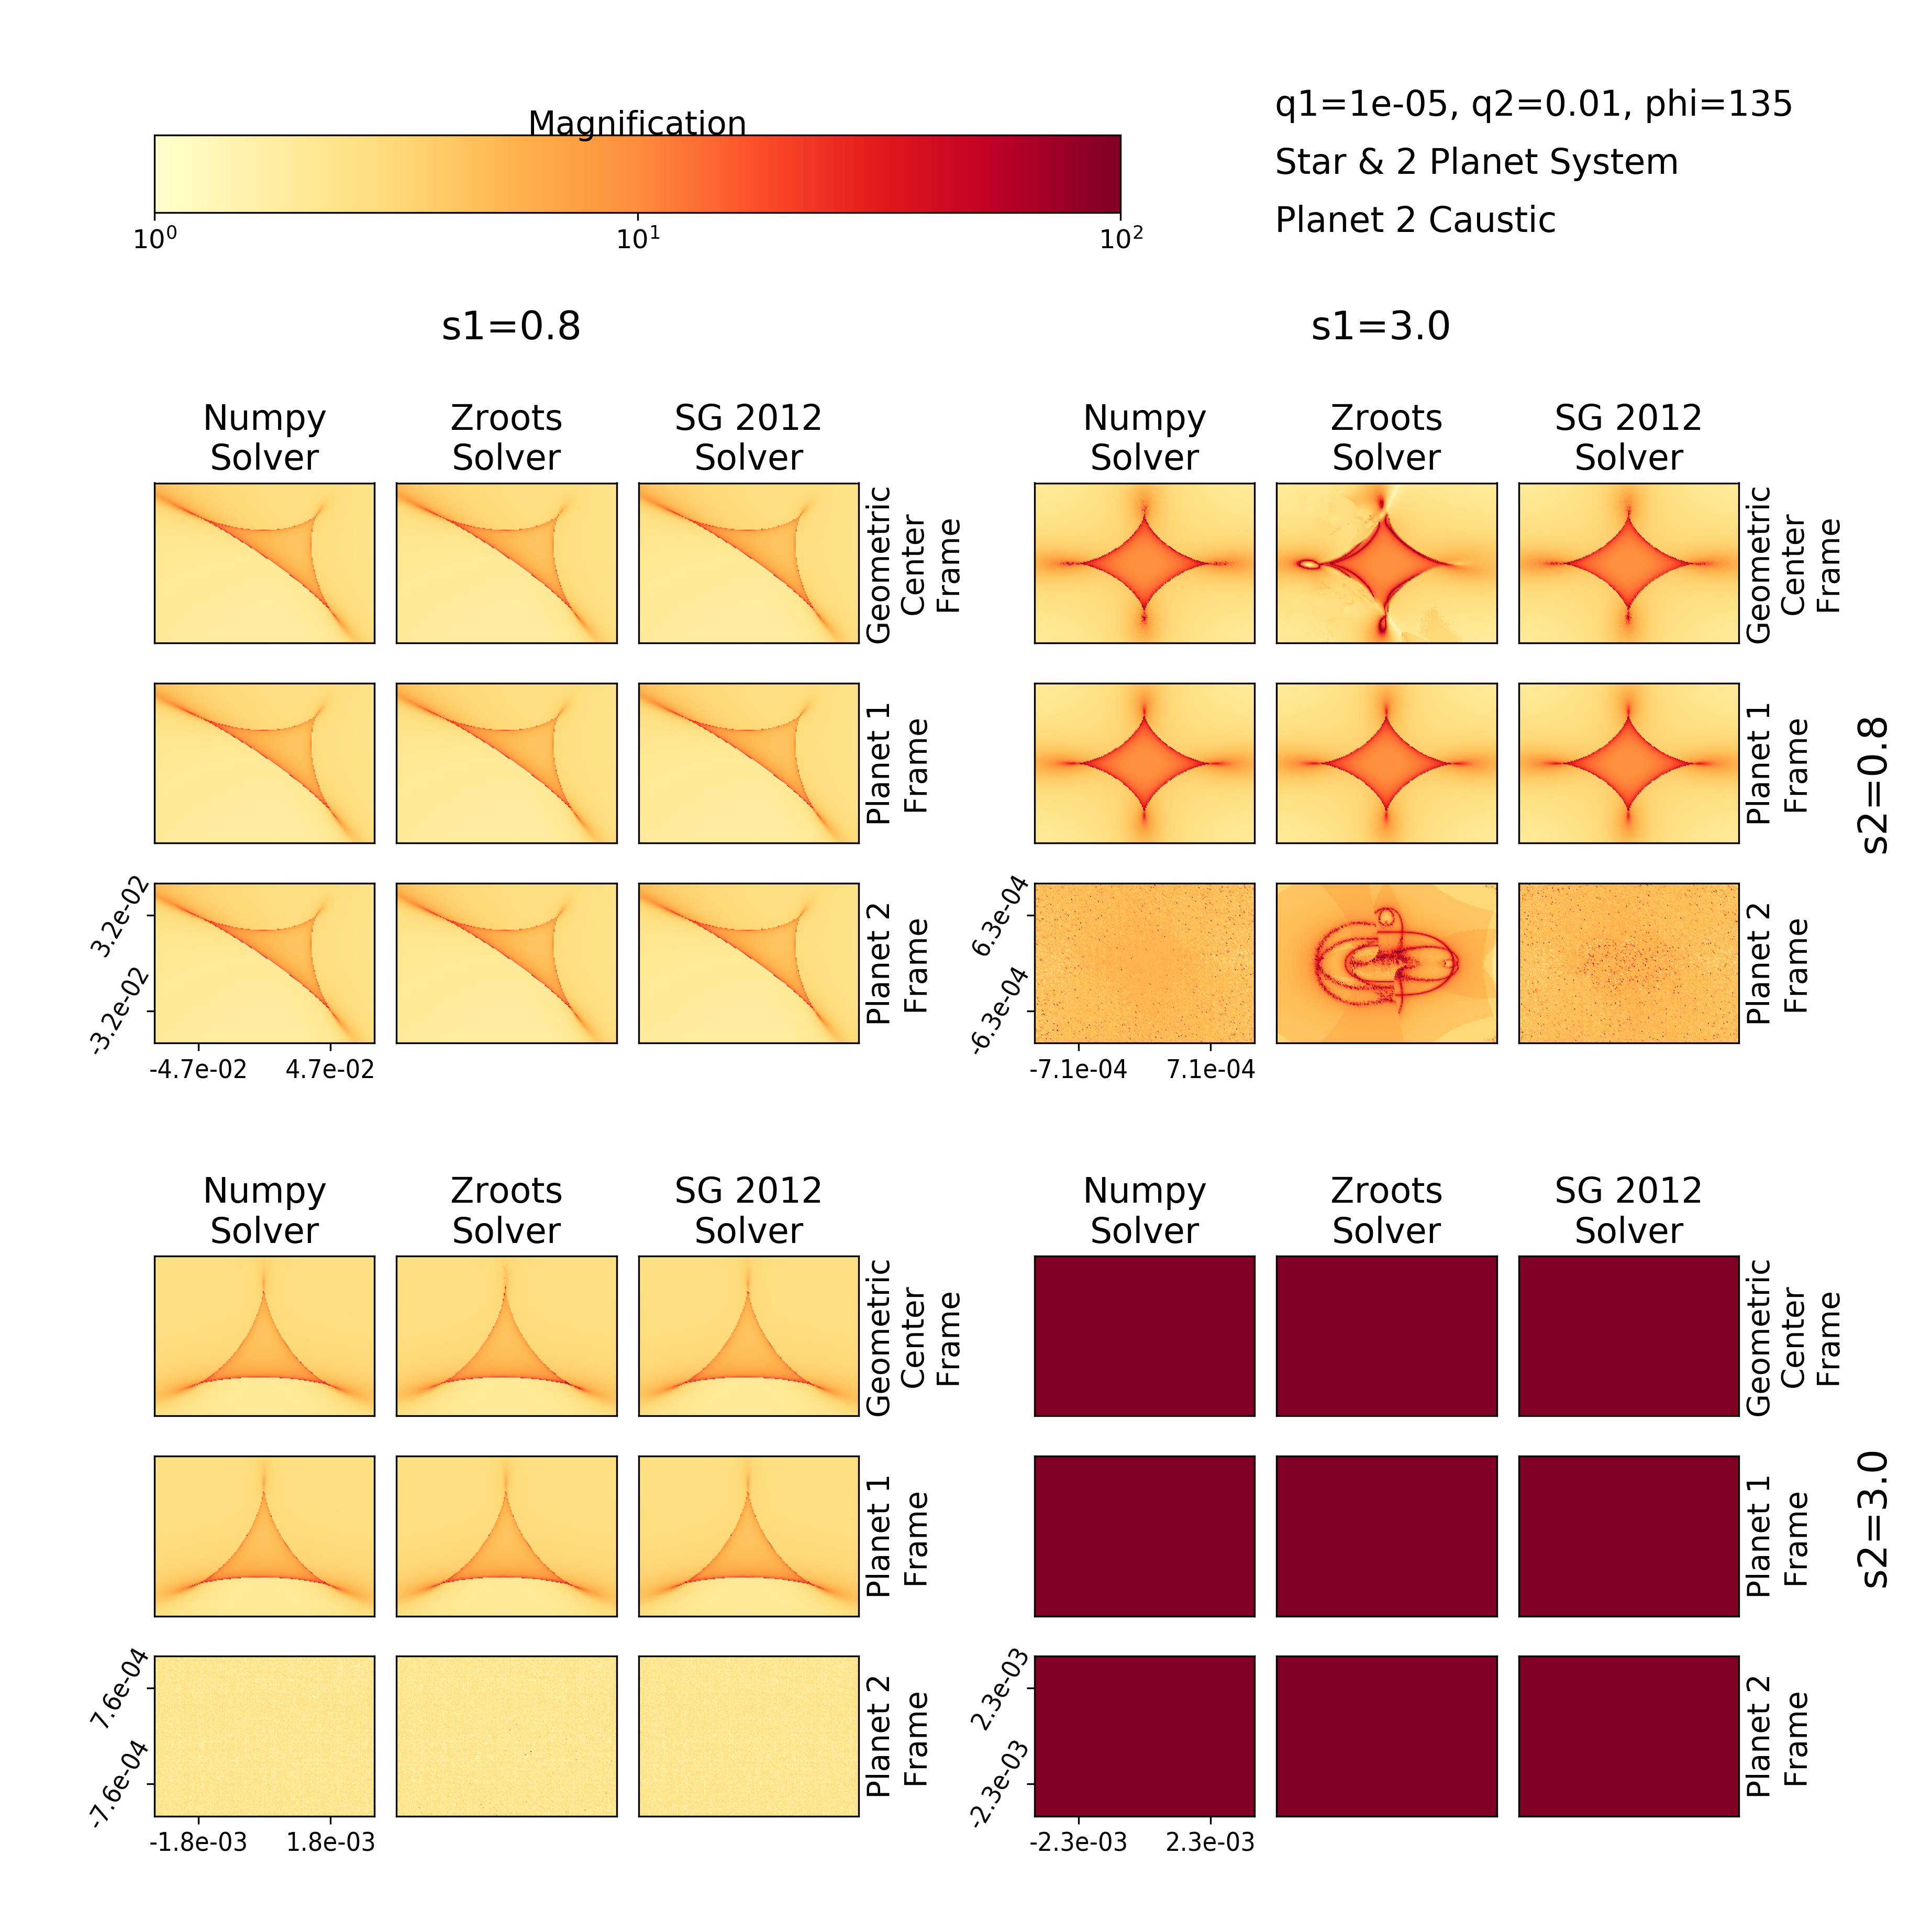 Magnification
10^0 10^1 10^2
q1=1e-05, q2=0.01, phi=135
Star & 2 Planet System
Planet 2 Caustic
s1=0.8
s1=3.0
Numpy Solver
Zroots Solver
SG 2012 Solver
Geometric Center Frame
Planet 1 Frame
Planet 2 Frame
3.2e-02
-3.2e-02
-4.7e-02 4.7e-02
Numpy Solver
Zroots Solver
SG 2012 Solver
Geometric Center Frame
Planet 1 Frame
Planet 2 Frame
6.3e-04
-6.3e-04
-7.1e-04 7.1e-04
s2=0.8
Numpy Solver
Zroots Solver
SG 2012 Solver
Geometric Center Frame
Planet 1 Frame
Planet 2 Frame
7.6e-04
-7.6e-04
-1.8e-03 1.8e-03
Numpy Solver
Zroots Solver
SG 2012 Solver
Geometric Center Frame
Planet 1 Frame
Planet 2 Frame
2.3e-03
-2.3e-03
-2.3e-03 2.3e-03
s2=3.0